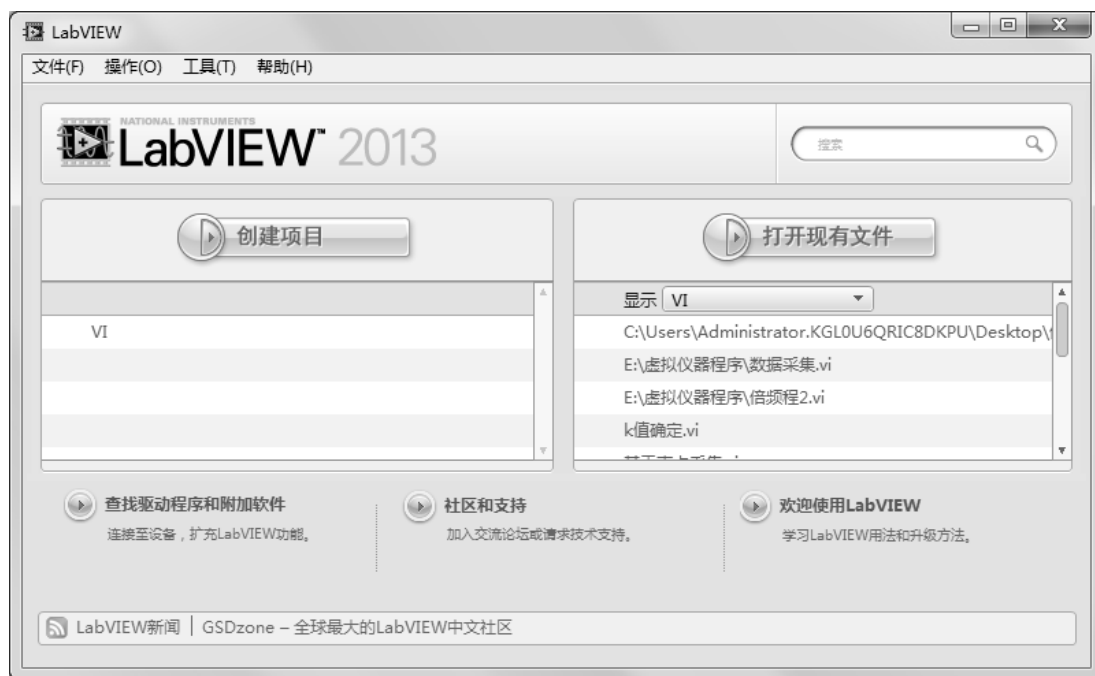 LabVIEW
文件(F) 操作(O) 工具(T) 帮助(H)
NATIONAL INSTRUMENTS
LabVIEW™ 2013
搜索
创建项目
打开现有文件
显示 VI
VI
C:\Users\Administrator.KGL0U6QRIC8DKPU\Desktop\
E:\虚拟仪器程序\数据采集.vi
E:\虚拟仪器程序\倍频程2.vi
k值确定.vi
查找驱动程序和附加软件
连接至设备，扩充LabVIEW功能。
社区和支持
加入交流论坛或请求技术支持。
欢迎使用LabVIEW
学习LabVIEW用法和升级方法。
LabVIEW新闻 | GSDzone – 全球最大的LabVIEW中文社区